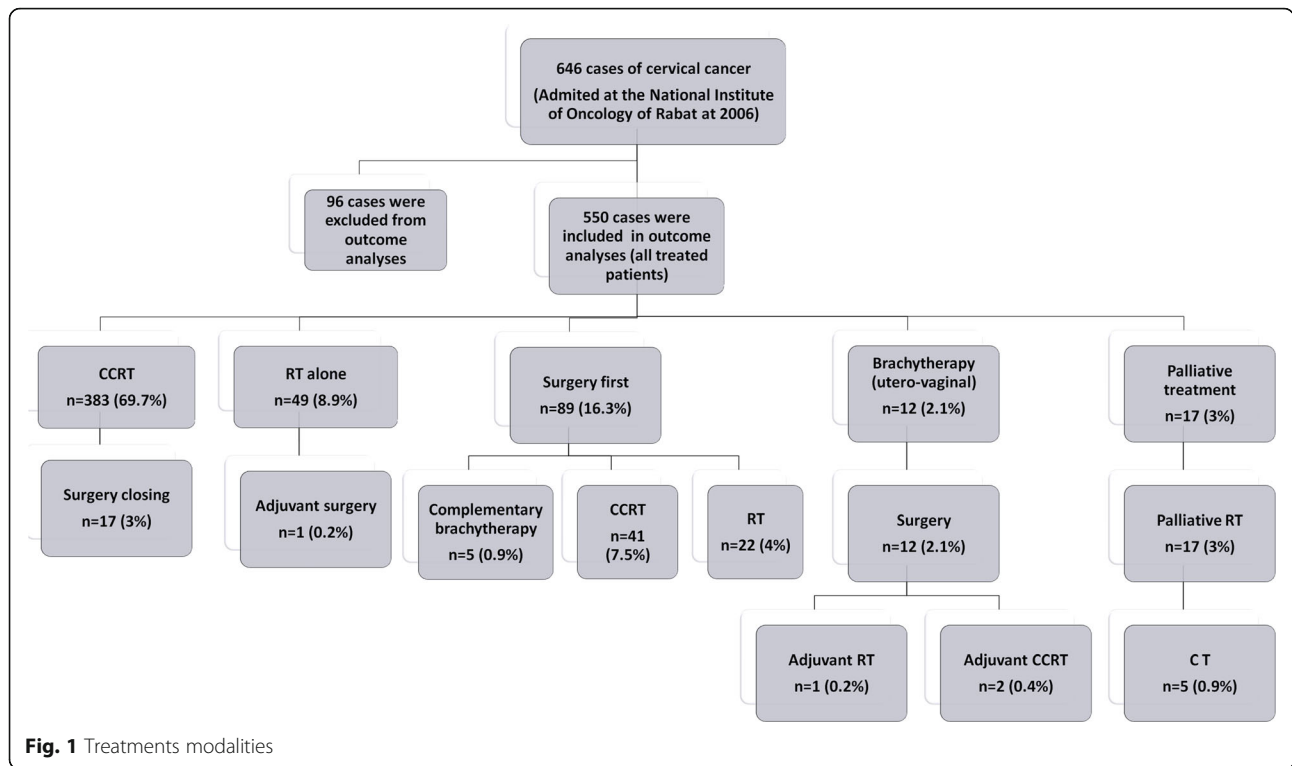 646 cases of cervical cancer
(Admited at the National Institute
of Oncology of Rabat at 2006)
96 cases were
excluded from
outcome
analyses
550 cases were
included in outcome
analyses (all treated
patients)
CCRT
n=383 (69.7%)
RT alone
n=49 (8.9%)
Surgery first
n=89 (16.3%)
Brachytherapy
(utero-vaginal)
n=12 (2.1%)
Palliative
treatment
n=17 (3%)
Surgery closing
n=17 (3%)
Adjuvant surgery
n=1 (0.2%)
Complementary
brachytherapy
n=5 (0.9%)
CCRT
n=41
(7.5%)
RT
n=22 (4%)
Surgery
n=12 (2.1%)
Palliative RT
n=17 (3%)
Adjuvant RT
n=1 (0.2%)
Adjuvant CCRT
n=2 (0.4%)
C T
n=5 (0.9%)
Fig. 1 Treatments modalities